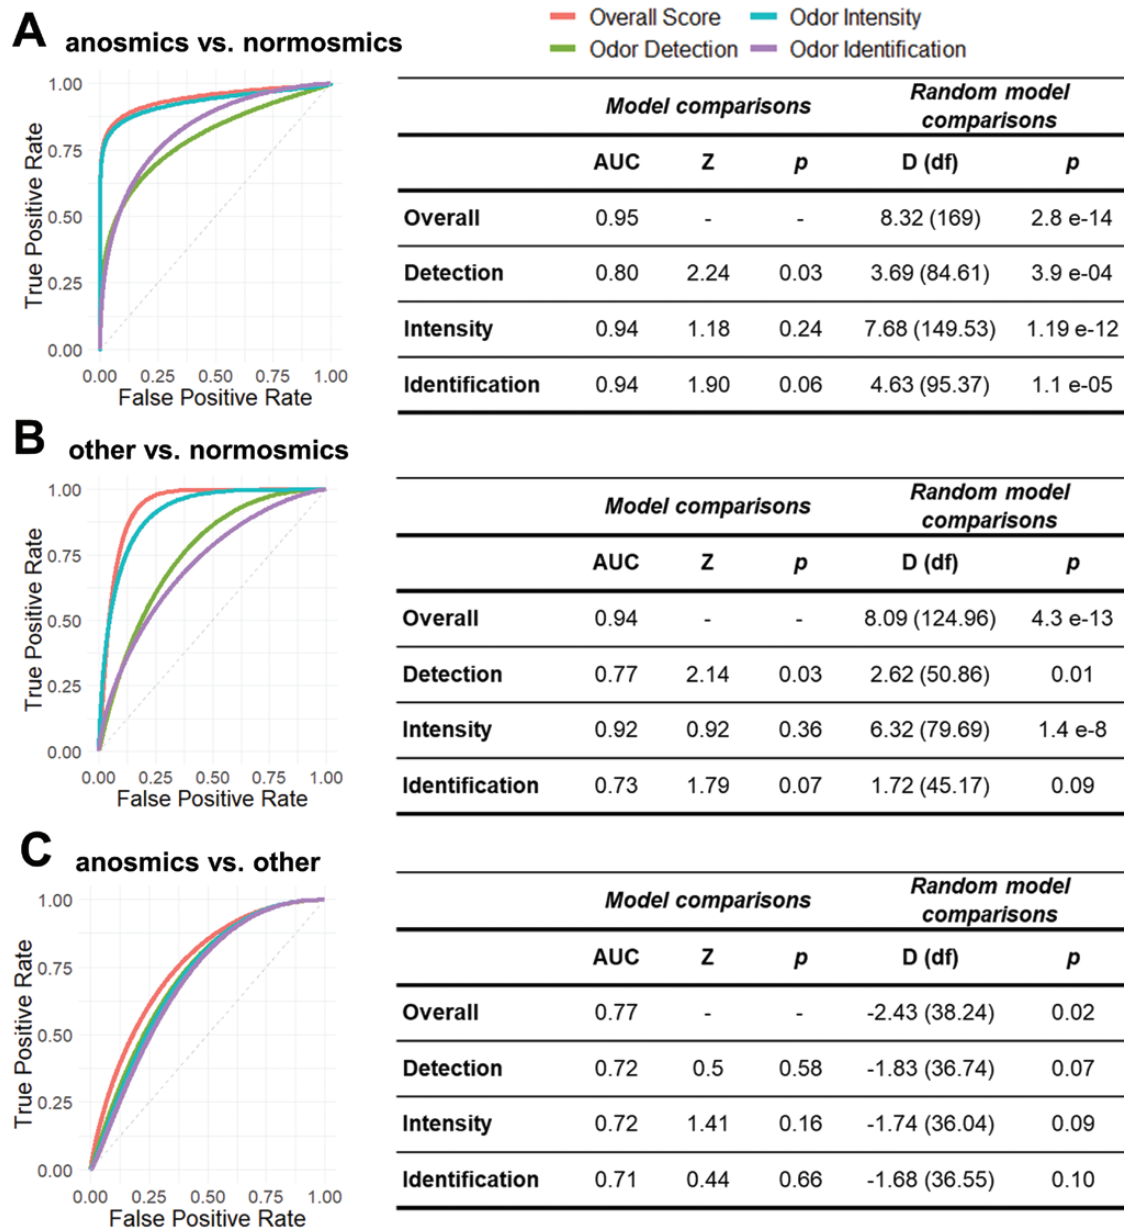 Overall Score Odor Intensity
Odor Detection Odor Identification
A anosmics vs. normosmics
1.00
0.75
0.50
0.25
0.00
True Positive Rate
0.00 0.25 0.50 0.75 1.00
False Positive Rate
Model comparisons Random model comparisons
AUC Z p D (df) p
Overall 0.95 - - 8.32 (169) 2.8 e-14
Detection 0.80 2.24 0.03 3.69 (84.61) 3.9 e-04
Intensity 0.94 1.18 0.24 7.68 (149.53) 1.19 e-12
Identification 0.94 1.90 0.06 4.63 (95.37) 1.1 e-05
B other vs. normosmics
1.00
0.75
0.50
0.25
0.00
True Positive Rate
0.00 0.25 0.50 0.75 1.00
False Positive Rate
Model comparisons Random model comparisons
AUC Z p D (df) p
Overall 0.94 - - 8.09 (124.96) 4.3 e-13
Detection 0.77 2.14 0.03 2.62 (50.86) 0.01
Intensity 0.92 0.92 0.36 6.32 (79.69) 1.4 e-8
Identification 0.73 1.79 0.07 1.72 (45.17) 0.09
C anosmics vs. other
1.00
0.75
0.50
0.25
0.00
True Positive Rate
0.00 0.25 0.50 0.75 1.00
False Positive Rate
Model comparisons Random model comparisons
AUC Z p D (df) p
Overall 0.77 - - -2.43 (38.24) 0.02
Detection 0.72 0.5 0.58 -1.83 (36.74) 0.07
Intensity 0.72 1.41 0.16 -1.74 (36.04) 0.09
Identification 0.71 0.44 0.66 -1.68 (36.55) 0.10